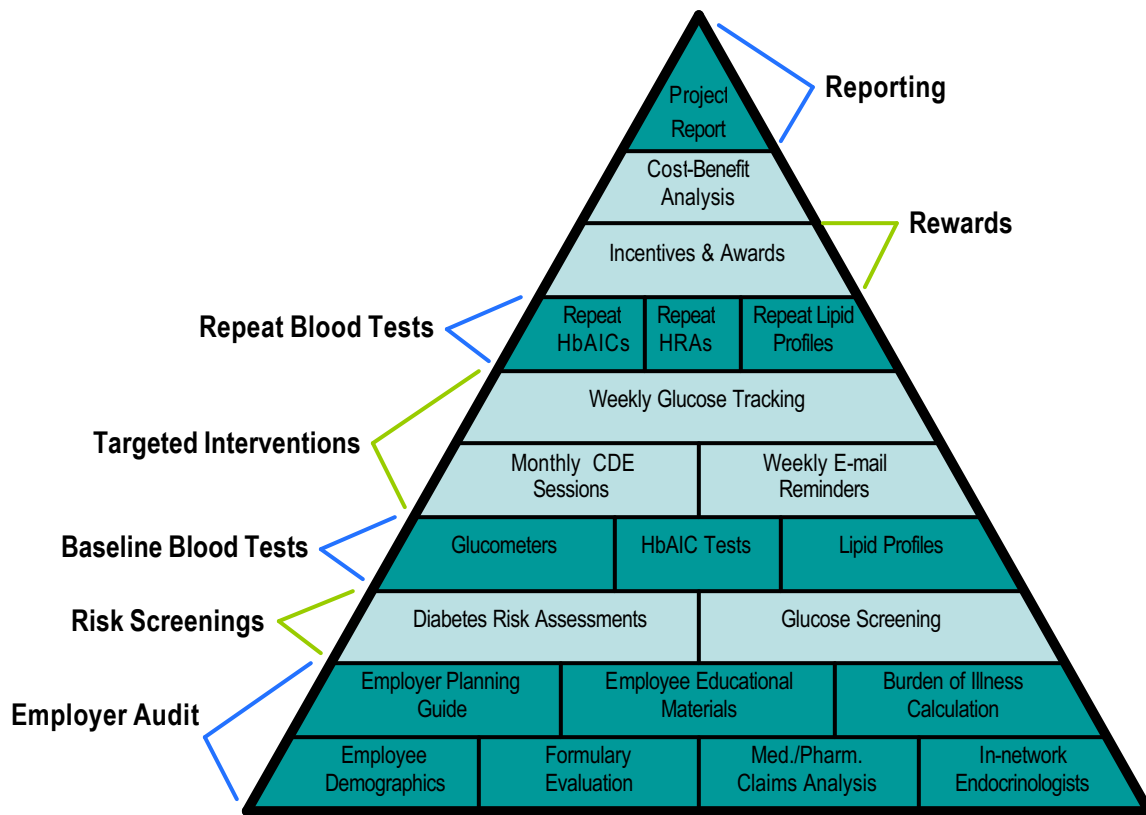 Project
Report
Reporting
Cost-Benefit
Analysis
Rewards
Incentives & Awards
Repeat Blood Tests
Repeat
HbAICs
Repeat
HRAs
Repeat Lipid
Profiles
Targeted Interventions
Weekly Glucose Tracking
Monthly CDE
Sessions
Weekly E-mail
Reminders
Baseline Blood Tests
Glucometers
HbAIC Tests
Lipid Profiles
Risk Screenings
Diabetes Risk Assessments
Glucose Screening
Employer Audit
Employer Planning
Guide
Employee Educational
Materials
Burden of Illness
Calculation
Employee
Demographics
Formulary
Evaluation
Med./Pharm.
Claims Analysis
In-network
Endocrinologists